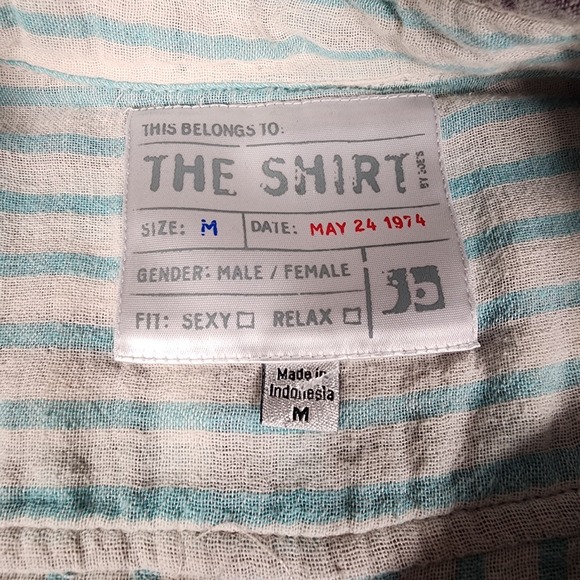 THIS BELONGS TO:
THE SHIRT BY JOE'S
SIZE: M DATE: MAY 24 1974
GENDER: MALE / FEMALE
FIT: SEXY RELAX
Jb
Made in
Indonesia
M